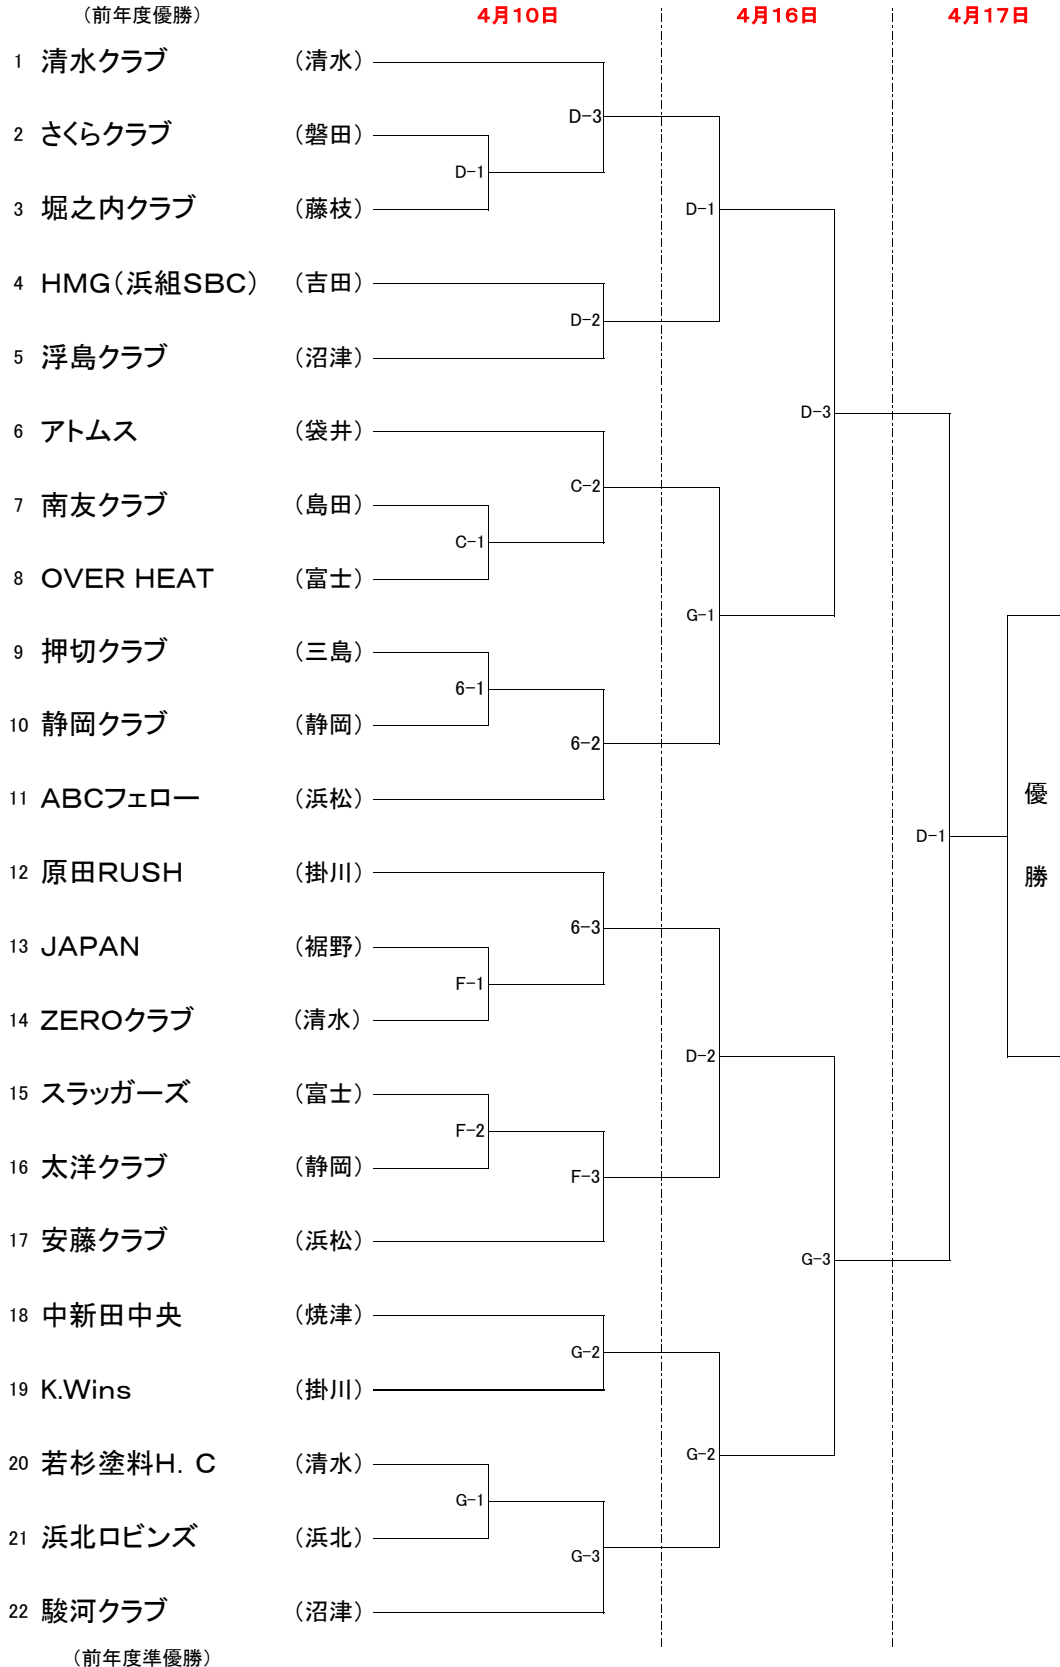 （前年度優勝）　4月10日　4月16日　4月17日
1 清水クラブ （清水）
D-3
2 さくらクラブ （磐田）
D-1
3 堀之内クラブ （藤枝） D-1
4 HMG（浜組SBC） （吉田）
D-2
5 浮島クラブ （沼津）
D-3
6 アトムス （袋井）
C-2
7 南友クラブ （島田）
C-1
8 OVER HEAT （富士）
G-1
9 押切クラブ （三島）
6-1
10 静岡クラブ （静岡）
6-2
11 ABCフェロー （浜松） 優
D-1
12 原田RUSH （掛川） 勝
6-3
13 JAPAN （裾野）
F-1
14 ZEROクラブ （清水）
D-2
15 スラッガーズ （富士）
F-2
16 太洋クラブ （静岡）
F-3
17 安藤クラブ （浜松）
G-3
18 中新田中央 （焼津）
G-2
19 K.Wins （掛川）
G-2
20 若杉塗料H．C （清水）
G-1
21 浜北ロビンズ （浜北）
G-3
22 駿河クラブ （沼津）
（前年度準優勝）